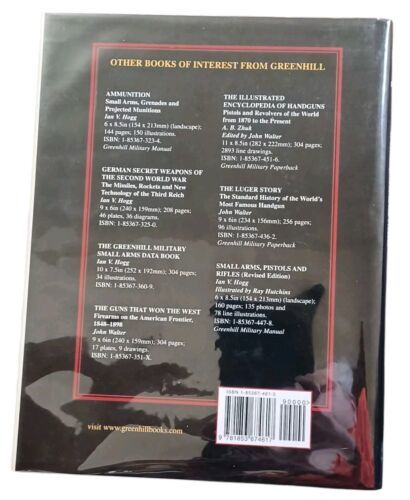 OTHER BOOKS OF INTEREST FROM GREENHILL
AMMUNITION
Small Arms, Grenades and
Projected Munitions
Ian V. Hogg
6 x 8.5in (154 x 213mm) (landscape);
144 pages; 150 illustrations.
ISBN: 1-85367-323-4.
Greenhill Military Manual
GERMAN SECRET WEAPONS OF
THE SECOND WORLD WAR
The Missiles, Rockets and New
Technology of the Third Reich
Ian V. Hogg
9 x 6in (240 x 159mm); 208 pages;
46 plates, 36 diagrams.
ISBN: 1-85367-325-0.
THE GREENHILL MILITARY
SMALL ARMS DATA BOOK
Ian V. Hogg
10 x 7.5in (252 x 192mm); 304 pages;
34 illustrations.
ISBN: 1-85367-360-9.
THE GUNS THAT WON THE WEST
Firearms on the American Frontier,
1848–1898
John Walter
9 x 6in (240 x 159mm); 304 pages;
17 plates, 9 drawings.
ISBN: 1-85367-351-X.
THE ILLUSTRATED
ENCYCLOPEDIA OF HANDGUNS
Pistols and Revolvers of the World
from 1870 to the Present
A. B. Zhuk
Edited by John Walter
11 x 8.5in (282 x 222mm); 304 pages;
2893 line drawings.
ISBN: 1-85367-451-6.
Greenhill Military Paperback
THE LUGER STORY
The Standard History of the World's
Most Famous Handgun
John Walter
9 x 6in (234 x 156mm); 256 pages;
96 illustrations.
ISBN: 1-85367-436-2.
Greenhill Military Paperback
SMALL ARMS, PISTOLS AND
RIFLES (Revised Edition)
Ian V. Hogg
Illustrated by Ray Hutchins
6 x 8.5in (154 x 213mm) (landscape);
160 pages; 135 photos and
78 line illustrations.
ISBN: 1-85367-447-8.
Greenhill Military Manual
visit www.greenhillbooks.com.
90000
9 781853 674617